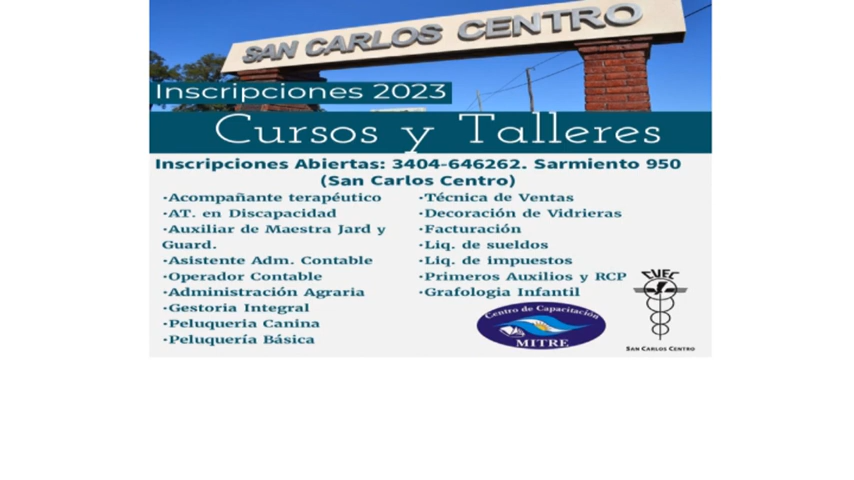 SAN CARLOS CENTRO
Inscripciones 2023
Cursos y Talleres
Inscripciones Abiertas: 3404-646262. Sarmiento 950
(San Carlos Centro)
·Acompañante terapéutico
·AT. en Discapacidad
·Auxiliar de Maestra Jard y
Guard.
·Asistente Adm. Contable
·Operador Contable
·Administración Agraria
·Gestoria Integral
·Peluqueria Canina
·Peluquería Básica
·Técnica de Ventas
·Decoración de Vidrieras
·Facturación
·Liq. de sueldos
·Liq. de impuestos
·Primeros Auxilios y RCP
·Grafologia Infantil
Centro de Capacitación
MITRE
CUEC
SAN CARLOS CENTRO